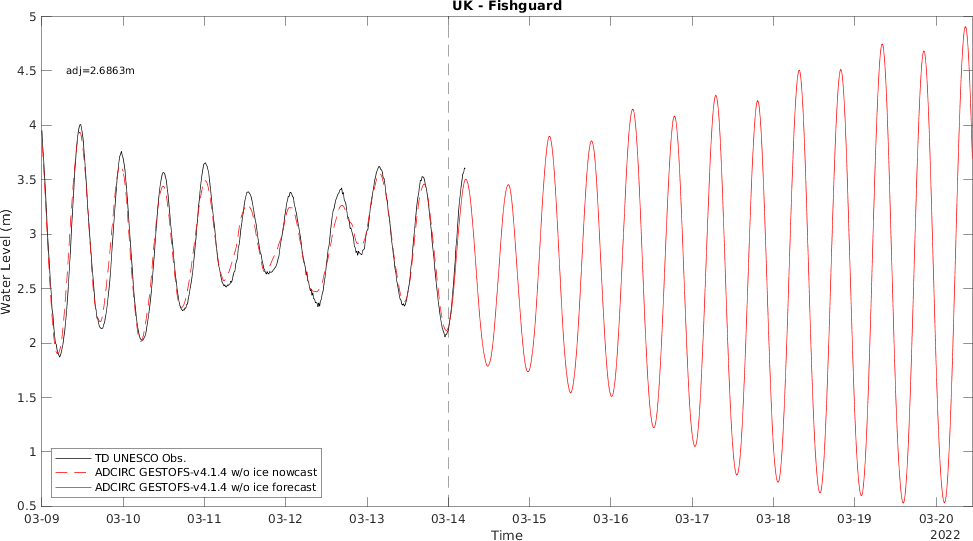 UK - Fishguard
5
4.5
adj=2.6863m
4
3.5
3
2.5
2
1.5
1
0.5
Water Level (m)
TD UNESCO Obs.
ADCIRC GESTOFS-v4.1.4 w/o ice nowcast
ADCIRC GESTOFS-v4.1.4 w/o ice forecast
03-09 03-10 03-11 03-12 03-13 03-14 03-15 03-16 03-17 03-18 03-19 03-20
Time
2022